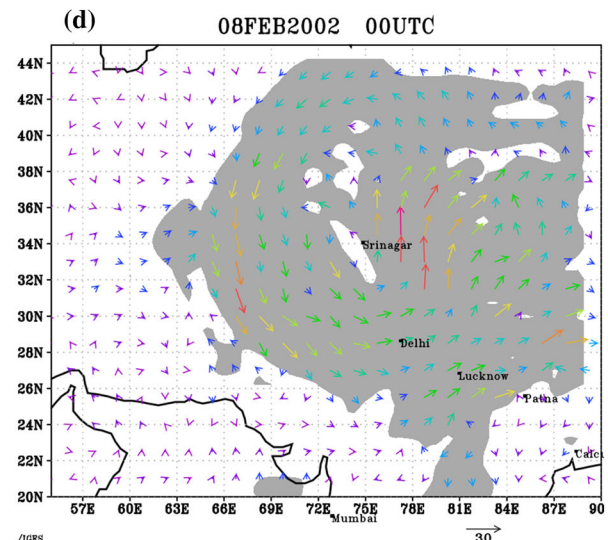 (d)
08FEB2002 00UTC
44N
42N
40N
38N
36N
34N
32N
30N
28N
26N
24N
22N
20N
Srinagar
Delhi
Lucknow
Patna
Calcu
57E 60E 63E 66E 69E 72E 75E 78E 81E 84E 87E 90
Mumbai
30